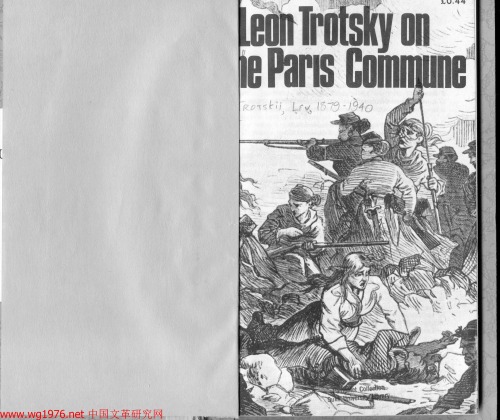 £0.44
Leon Trotsky on
he Paris Commune
Trotskii, Lev, 1879-1940
Collection
www.wg1976.net 中国文革研究网